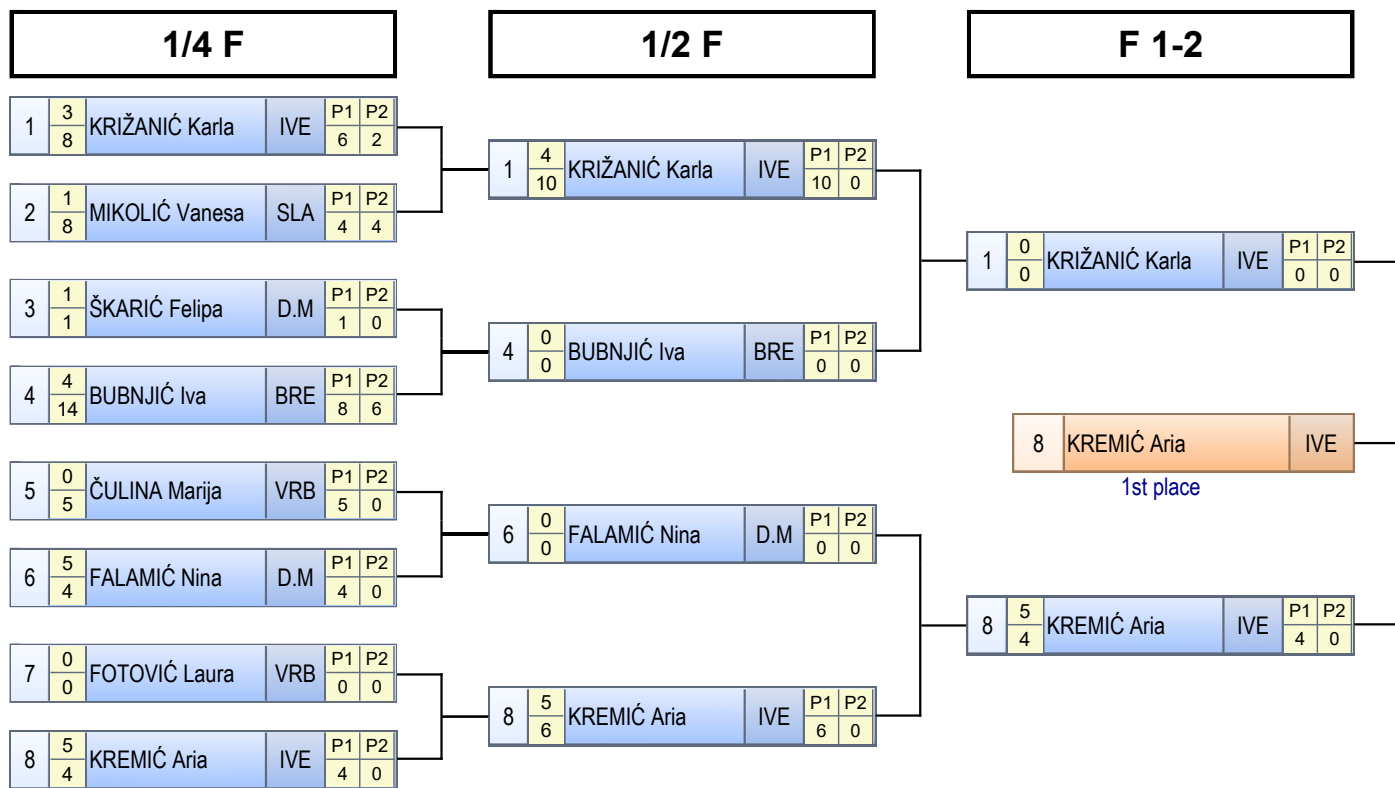 1/4 F 1/2 F F 1-2
1 3 8 KRIŽANIĆ Karla IVE P1 P2 6 2
2 1 8 MIKOLIĆ Vanesa SLA P1 P2 4 4
3 1 1 ŠKARIĆ Felipa D.M P1 P2 1 0
4 4 14 BUBNJIĆ Iva BRE P1 P2 8 6
5 0 5 ČULINA Marija VRB P1 P2 5 0
6 5 4 FALAMIĆ Nina D.M P1 P2 4 0
7 0 0 FOTOVIĆ Laura VRB P1 P2 0 0
8 5 4 KREMIĆ Aria IVE P1 P2 4 0
1 4 10 KRIŽANIĆ Karla IVE P1 P2 10 0
4 0 0 BUBNJIĆ Iva BRE P1 P2 0 0
6 0 0 FALAMIĆ Nina D.M P1 P2 0 0
8 5 6 KREMIĆ Aria IVE P1 P2 6 0
1 0 0 KRIŽANIĆ Karla IVE P1 P2 0 0
8 KREMIĆ Aria IVE
1st place
8 5 4 KREMIĆ Aria IVE P1 P2 4 0